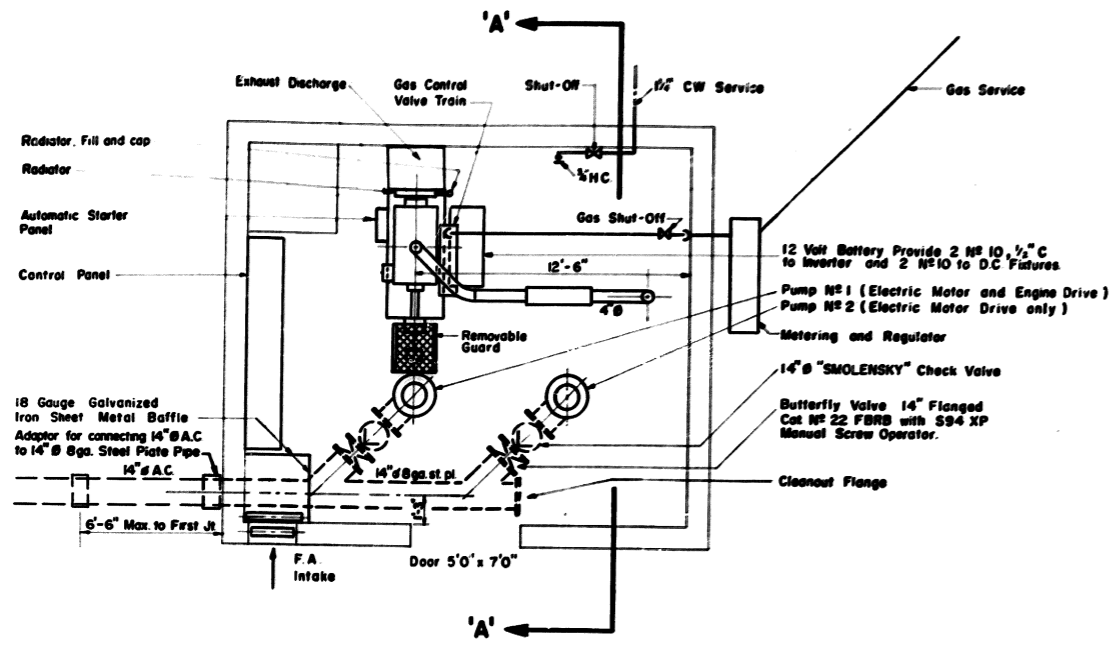 'A'
Exhaust Discharge
Gas Control
Valve Train
Shut-Off
1¼" CW Service
Gas Service
Radiator, Fill and cap
Radiator
¾"HC.
Automatic Starter
Panel
Gas Shut-Off
Control Panel
12'-6"
12 Volt Battery Provide 2 Nº 10, ½" C
to Inverter and 2 Nº 10 to D.C. Fixtures.
Pump Nº 1 (Electric Motor and Engine Drive)
4"Ø
Pump Nº 2 (Electric Motor Drive only)
Removable
Guard
Metering and Regulator
14"Ø "SMOLENSKY" Check Valve
18 Gauge Galvanized
Iron Sheet Metal Baffle
Adaptor for connecting 14"Ø A.C
to 14"Ø 8ga. Steel Plate Pipe
Butterfly Valve 14" Flanged
Cat Nº 22 FBRB with S94 XP
Manual Screw Operator.
14"Ø A.C.
14"Ø 8ga. st. pl.
Cleanout Flange
6'-6" Max. to First Jt.
Door 5'0" x 7'0"
F.A.
Intake
'A'